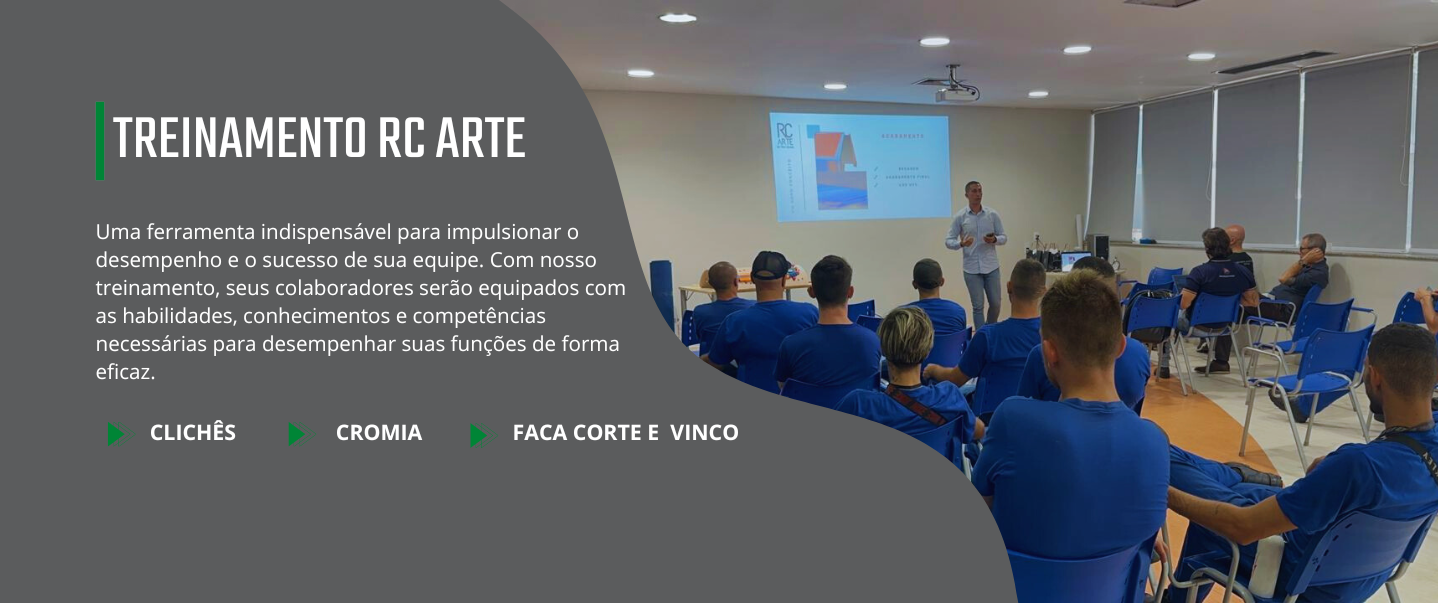 TREINAMENTO RC ARTE
Uma ferramenta indispensável para impulsionar o
desempenho e o sucesso de sua equipe. Com nosso
treinamento, seus colaboradores serão equipados com
as habilidades, conhecimentos e competências
necessárias para desempenhar suas funções de forma
eficaz.
CLICHÊS CROMIA FACA CORTE E VINCO
RC
ARTE